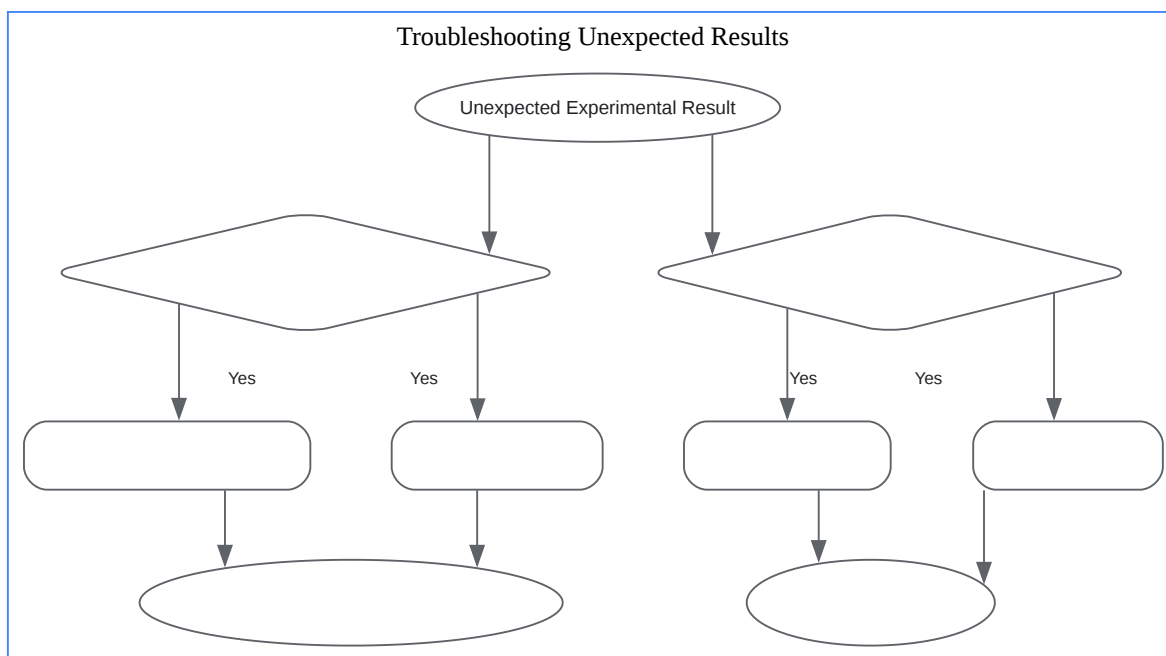 Troubleshooting Unexpected Results
Unexpected Experimental Result
Yes
Yes
Yes
Yes